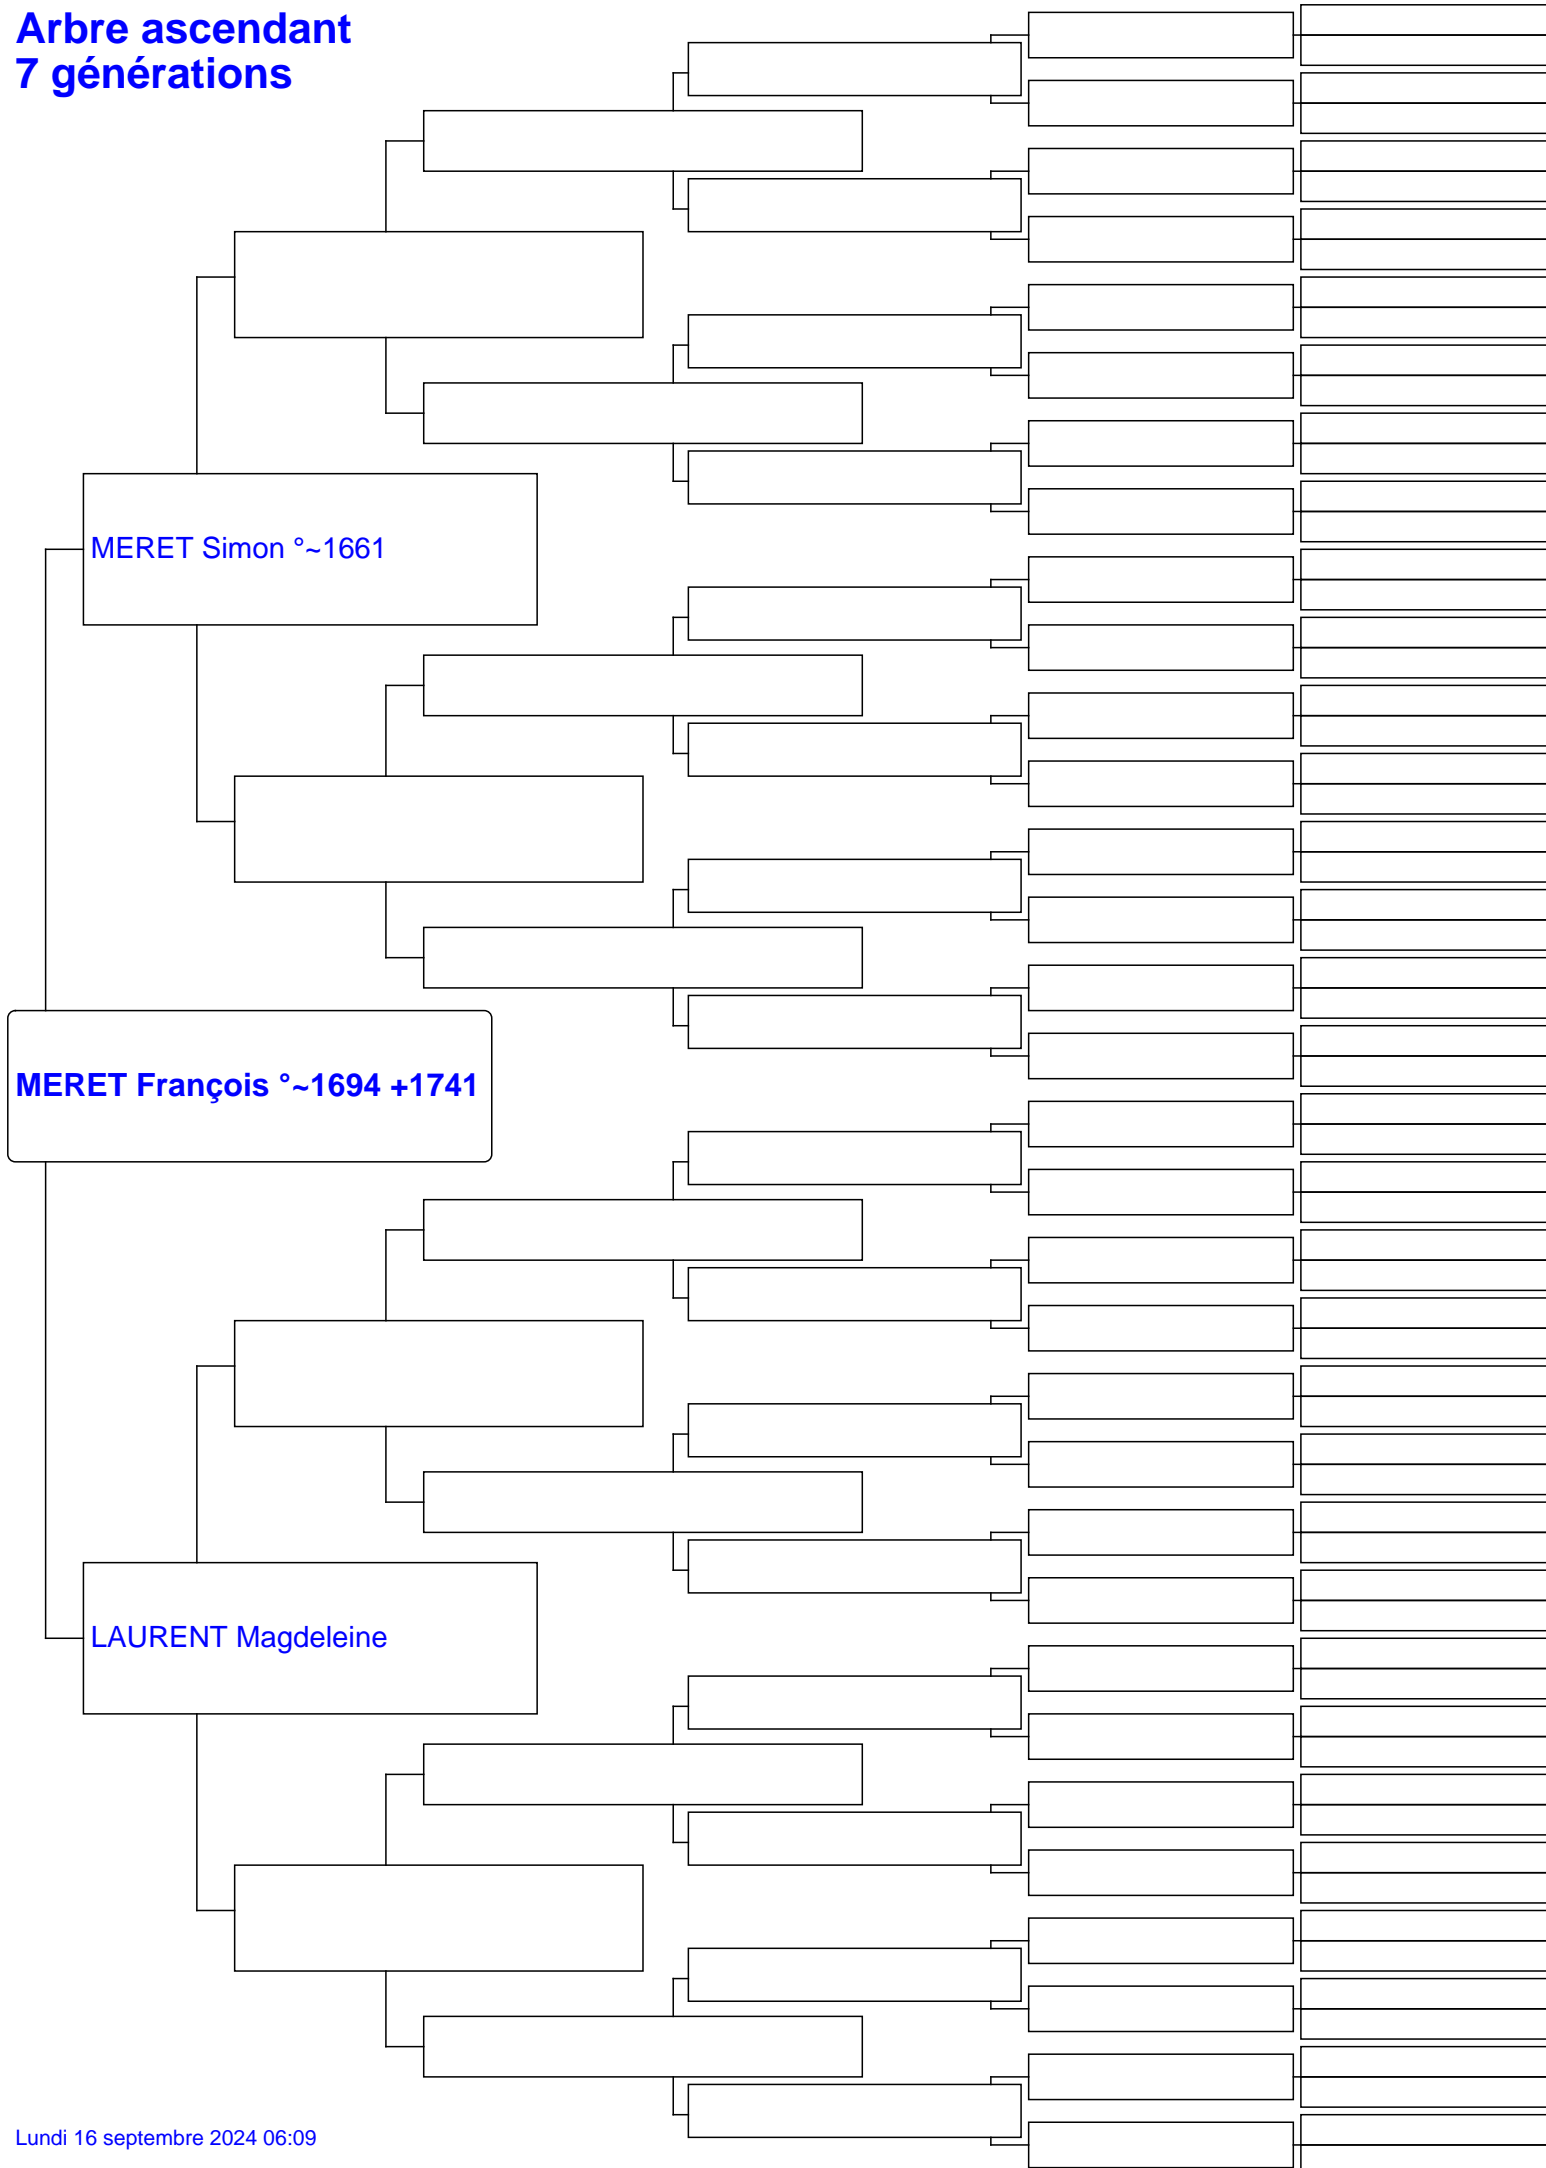 Arbre ascendant
7 générations
MERET Simon °~1661
MERET François °~1694 +1741
LAURENT Magdeleine
Lundi 16 septembre 2024 06:09